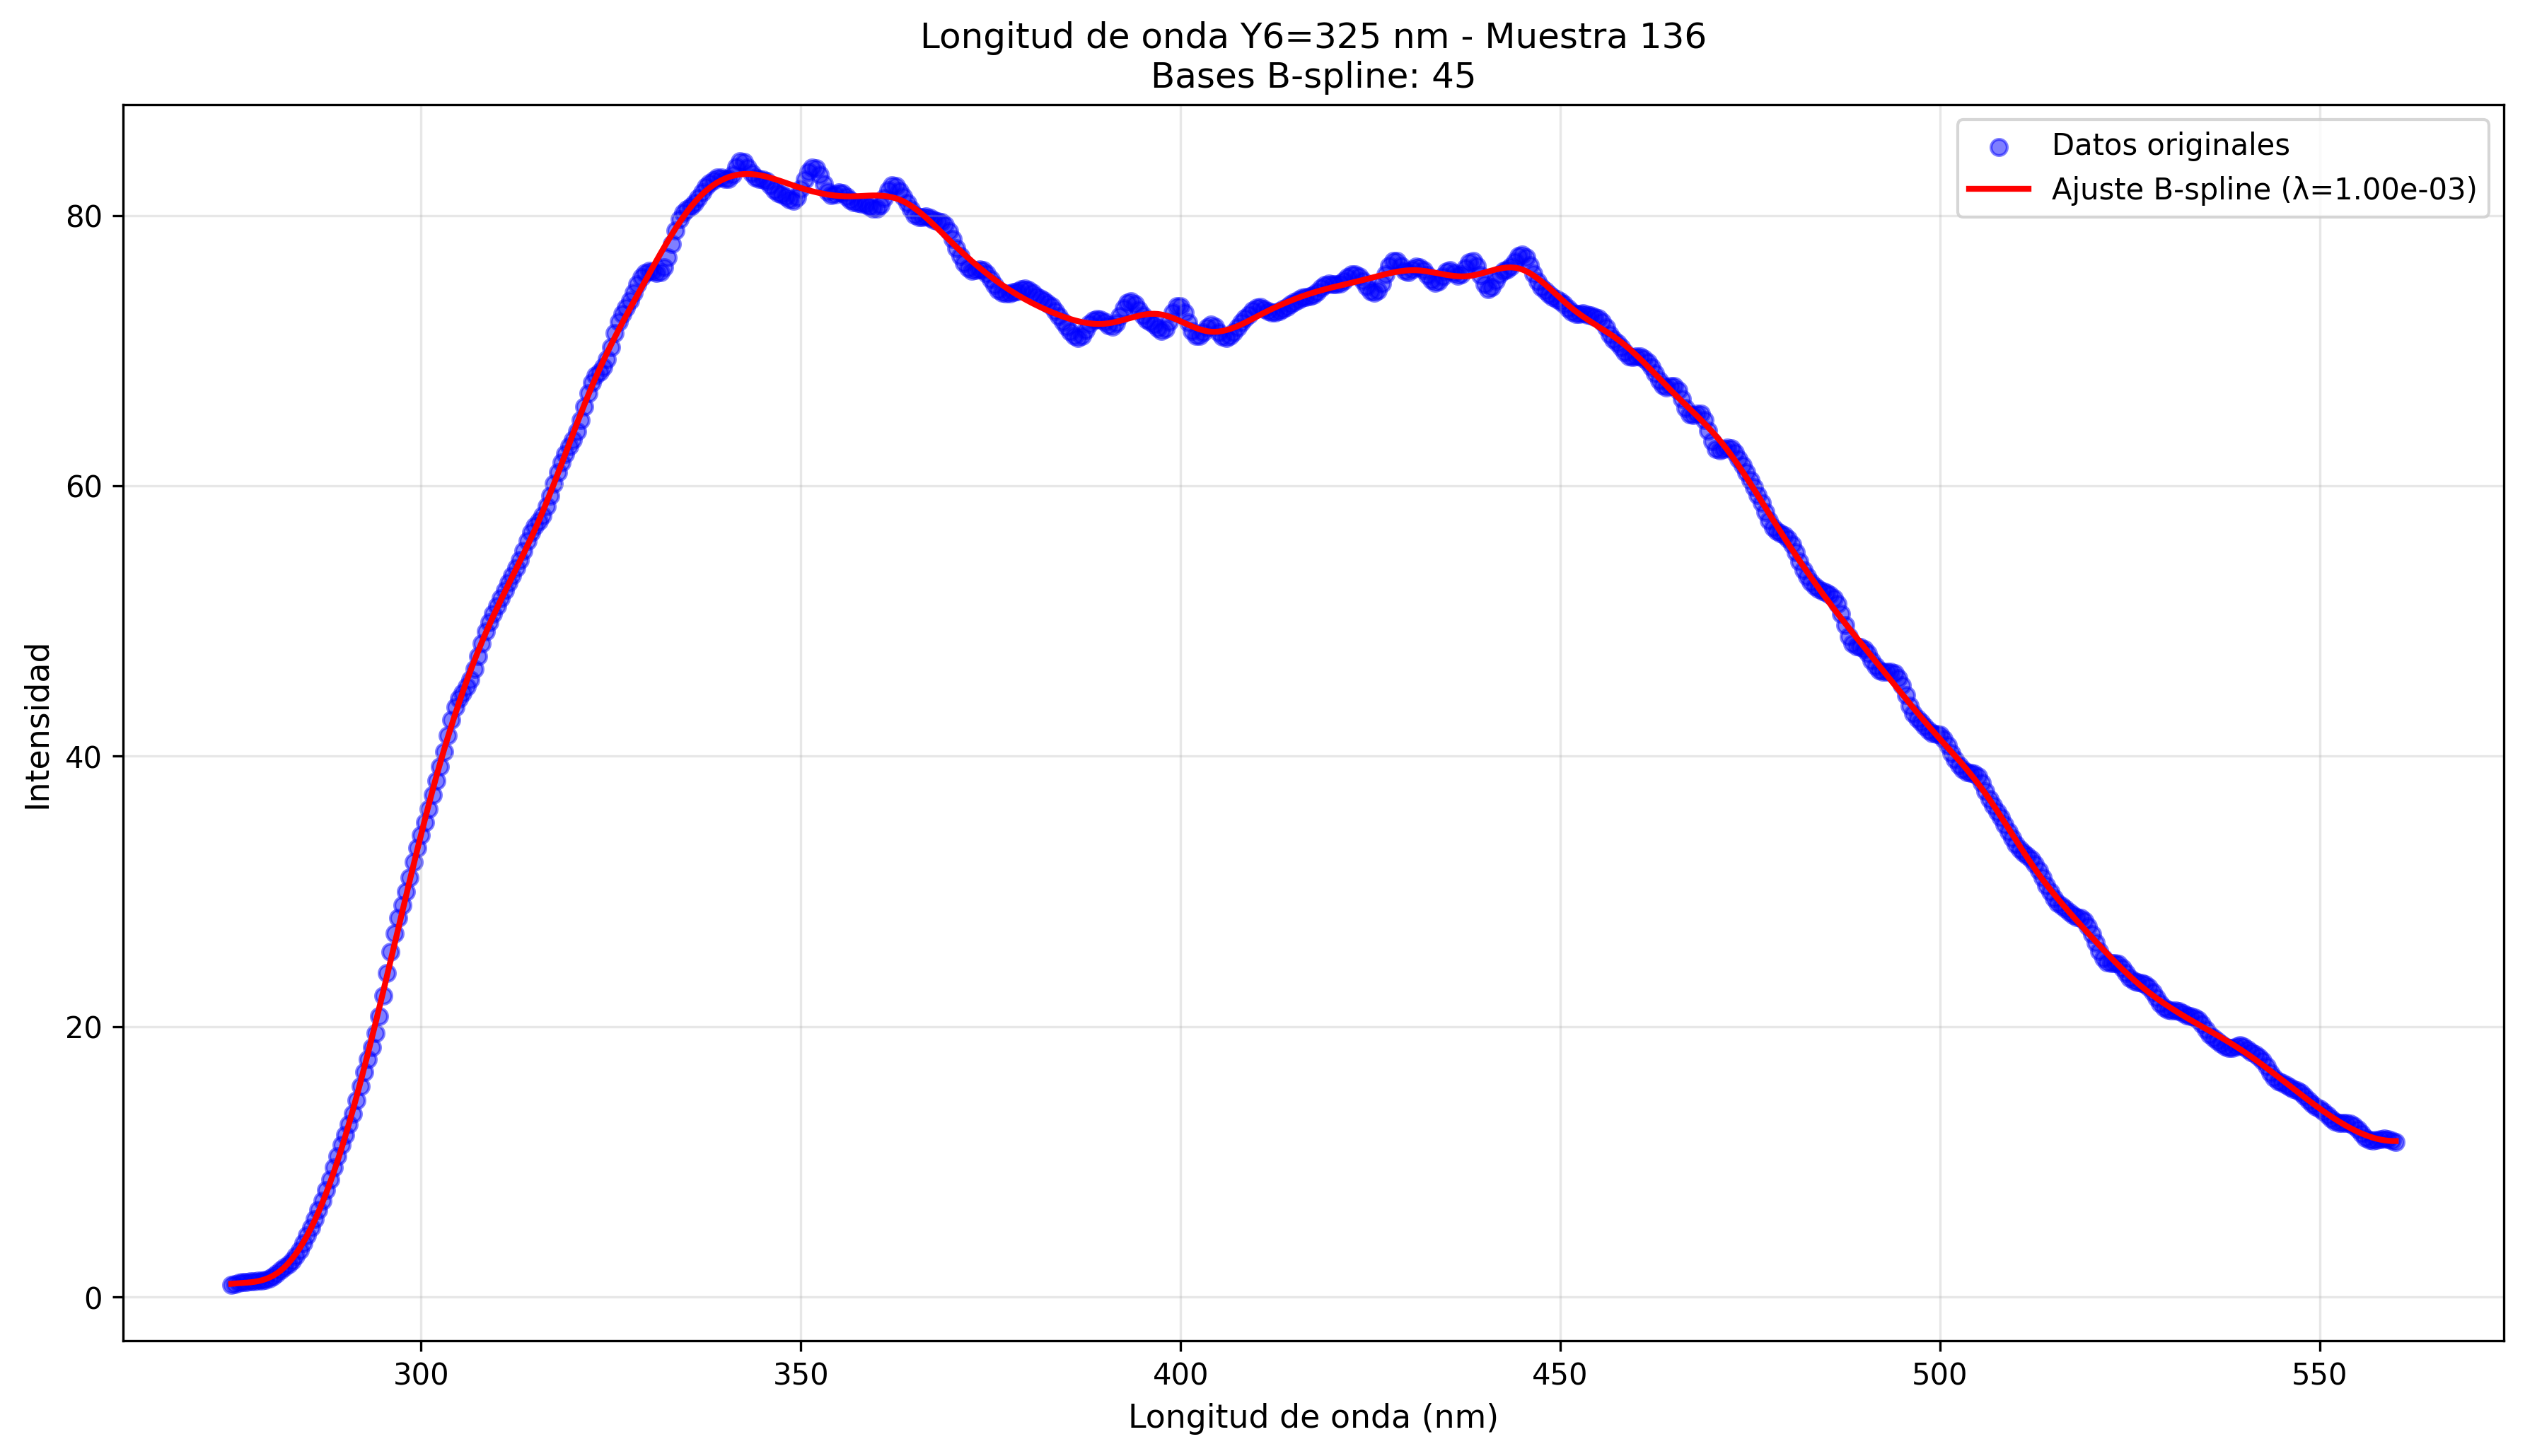 Longitud de onda Y6=325 nm - Muestra 136
Bases B-spline: 45
Datos originales
Ajuste B-spline (λ=1.00e-03)
Intensidad
80
60
40
20
0
300 350 400 450 500 550
Longitud de onda (nm)